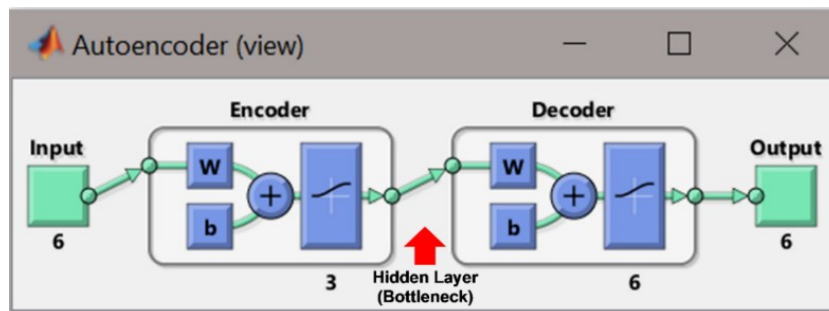 Autoencoder (view)
Encoder
Decoder
Input
Output
W
W
+
+
b
b
6
3
6
6
Hidden Layer
(Bottleneck)